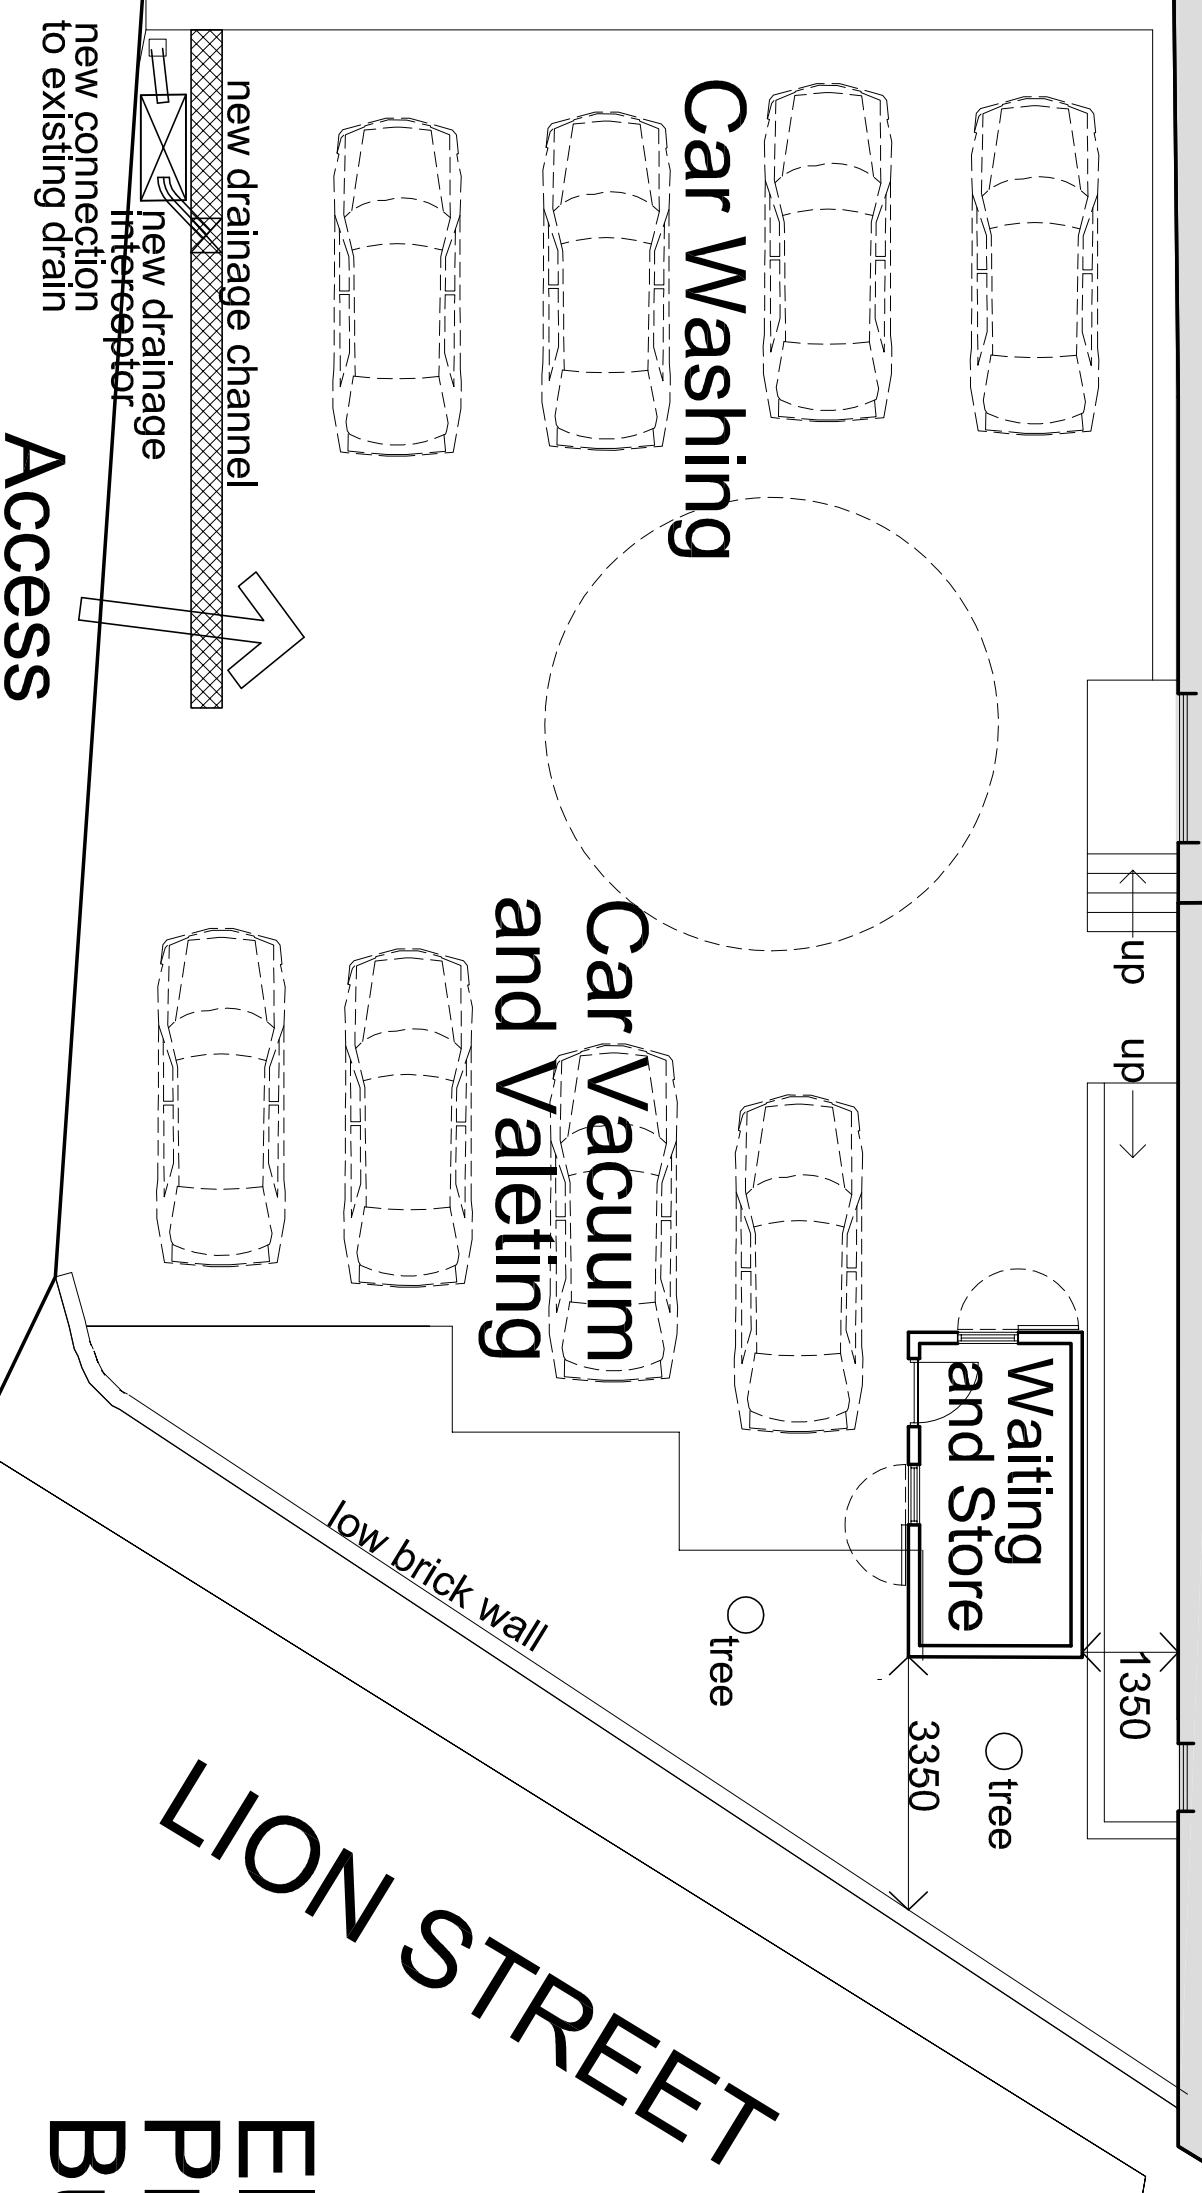 new connection
to existing drain
new drainage
interceptor
new drainage channel
Access
Car Washing
Car Vacuum
and Valeting
up
up
Waiting
and Store
1350
3350
tree
tree
low brick wall
LION STREET